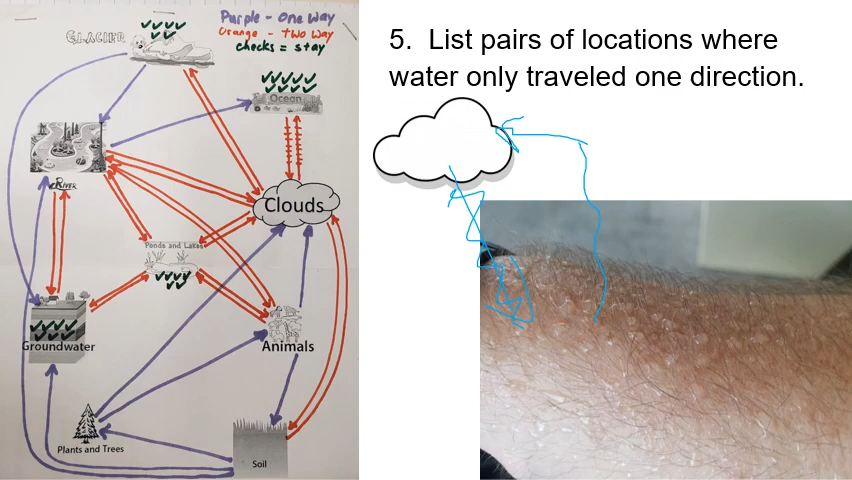 Purple - one way
Orange - two way
checks = stay
GLACIER
Ocean
River
Clouds
Ponds and Lakes
Groundwater
Animals
Plants and Trees
Soil
5. List pairs of locations where
water only traveled one direction.